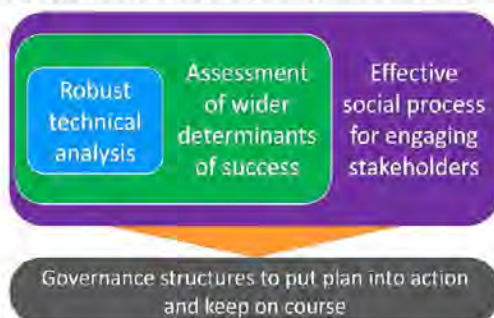 Robust
technical
analysis
Assessment
of wider
determinants
of success
Effective
social process
for engaging
stakeholders
Governance structures to put plan into action
and keep on course